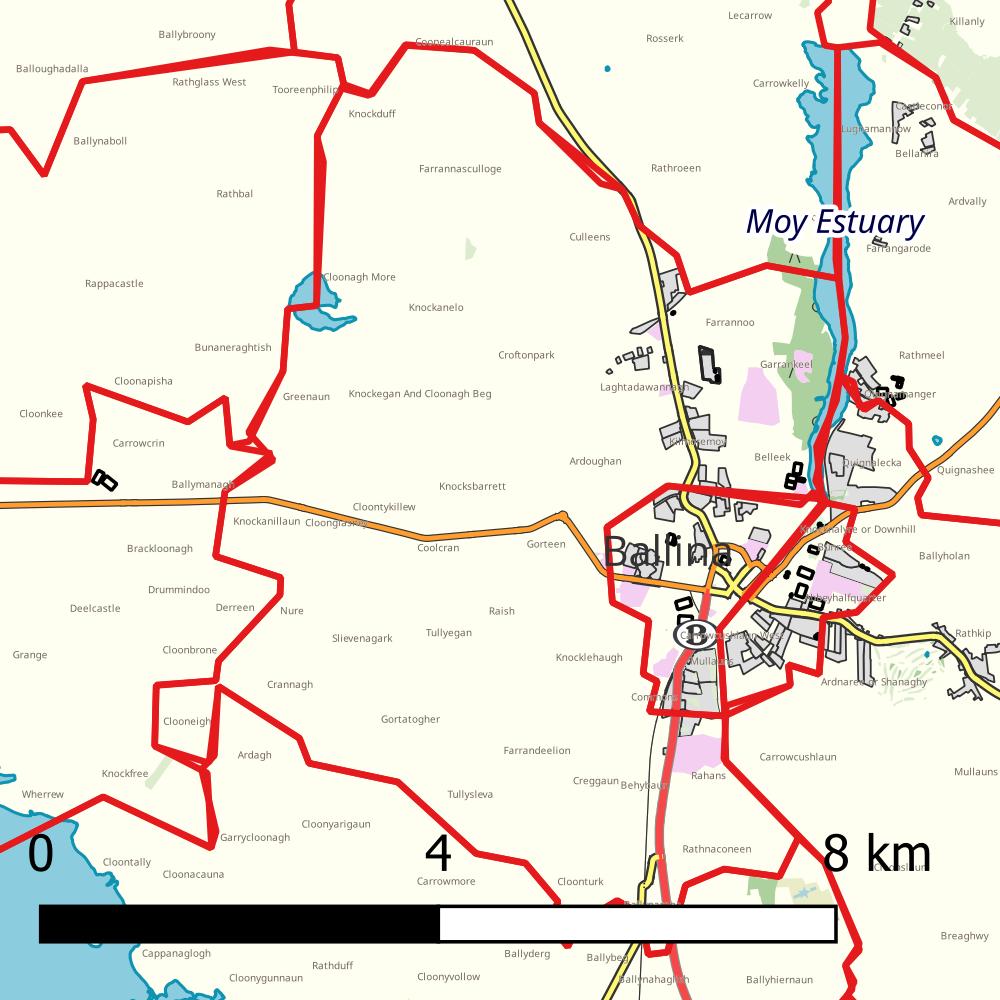 Lecarrow
Killanly
Ballybroony
Rosserk
Coonealcauraun
Balloughadalla
Rathglass West
Carrowkelly
Tooreenphilip
Castleconor
Knockduff
Lughamannow
Ballynaboll
Bellanira
Farrannasculloge
Rathroeen
Rathbal
Ardvally
Moy Estuary
Culleens
Farrangarode
Cloonagh More
Rappacastle
Knockanelo
Farrannoo
Bunaneraghtish
Croftonpark
Rathmeel
Garrankeel
Cloonapisha
Laghtadawannagh
Greenaun
Knockegan And Cloonagh Beg
Cloonkee
Carrowcrin
Belleek
Ardoughan
Quignalecka
Quignashee
Ballymanagh
Knocksbarrett
Cloontykillew
Knockanillaun
Cloonglasney
Knockanalyre or Downhill
Brackloonagh
Coolcran
Gorteen
Ballina
Bunree
Ballyholan
Drummindoo
Abbeyhalfquarter
Deelcastle
Derreen
Nure
Raish
Slievenagark
Tullyegan
Carrowcushlaun West
Rathkip
Cloonbrone
Grange
Knocklehaugh
Mullauns
Crannagh
Commons
Ardnaree or Shanaghy
Clooneigh
Gortatogher
Ardagh
Farrandeelion
Carrowcushlaun
Knockfree
Creggaun
Behybaun
Rahans
Mullauns
Wherrew
Tullysleva
Cloonyarigaun
Garrycloonagh
0
4
8 km
Rathnaconeen
Cloontally
Cloonacauna
Carrowmore
Cloonturk
Breaghwy
Cappanaglogh
Ballyderg
Ballybeg
Rathduff
Cloonygunnaun
Cloonyvollow
Ballynahaglish
Ballyhiernaun